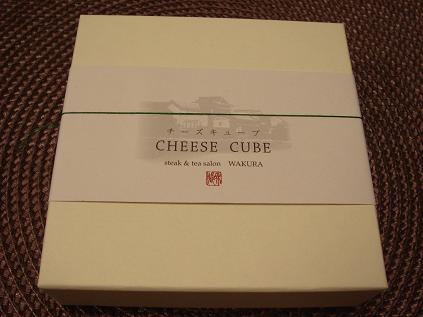 チーズキューブ
CHEESE CUBE
steak & tea salon WAKURA